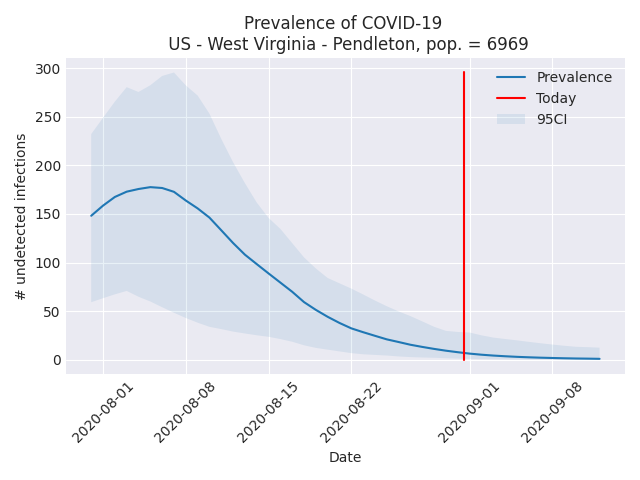 Prevalence of COVID-19
US - West Virginia - Pendleton, pop. = 6969
Prevalence
Today
95CI
# undetected infections
300
250
200
150
100
50
0
2020-08-01
2020-08-08
2020-08-15
2020-08-22
2020-09-01
2020-09-08
Date